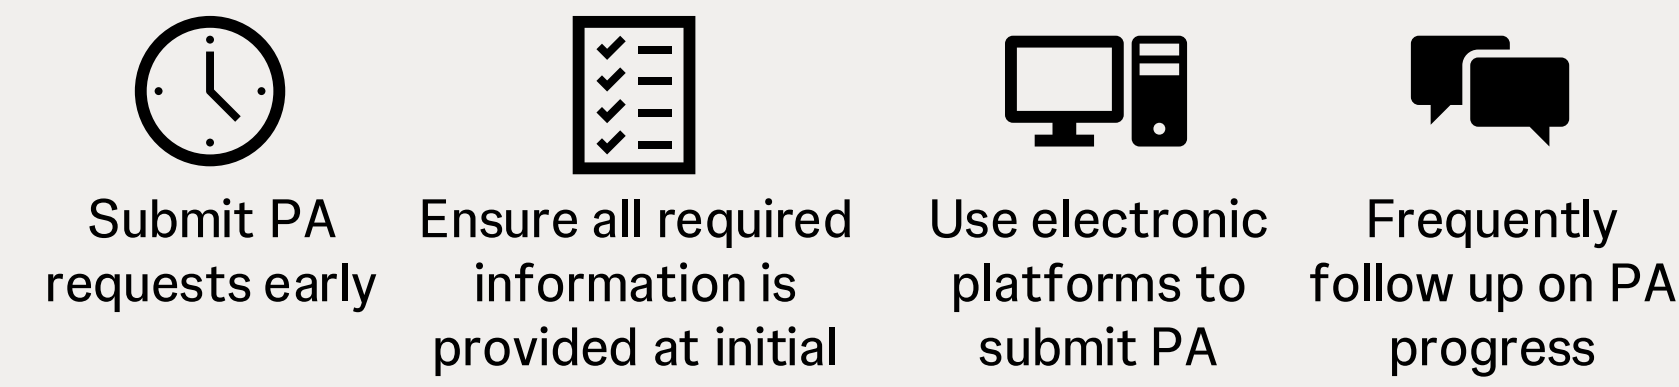 Submit PA
requests early
Ensure all required
information is
provided at initial
Use electronic
platforms to
submit PA
Frequently
follow up on PA
progress